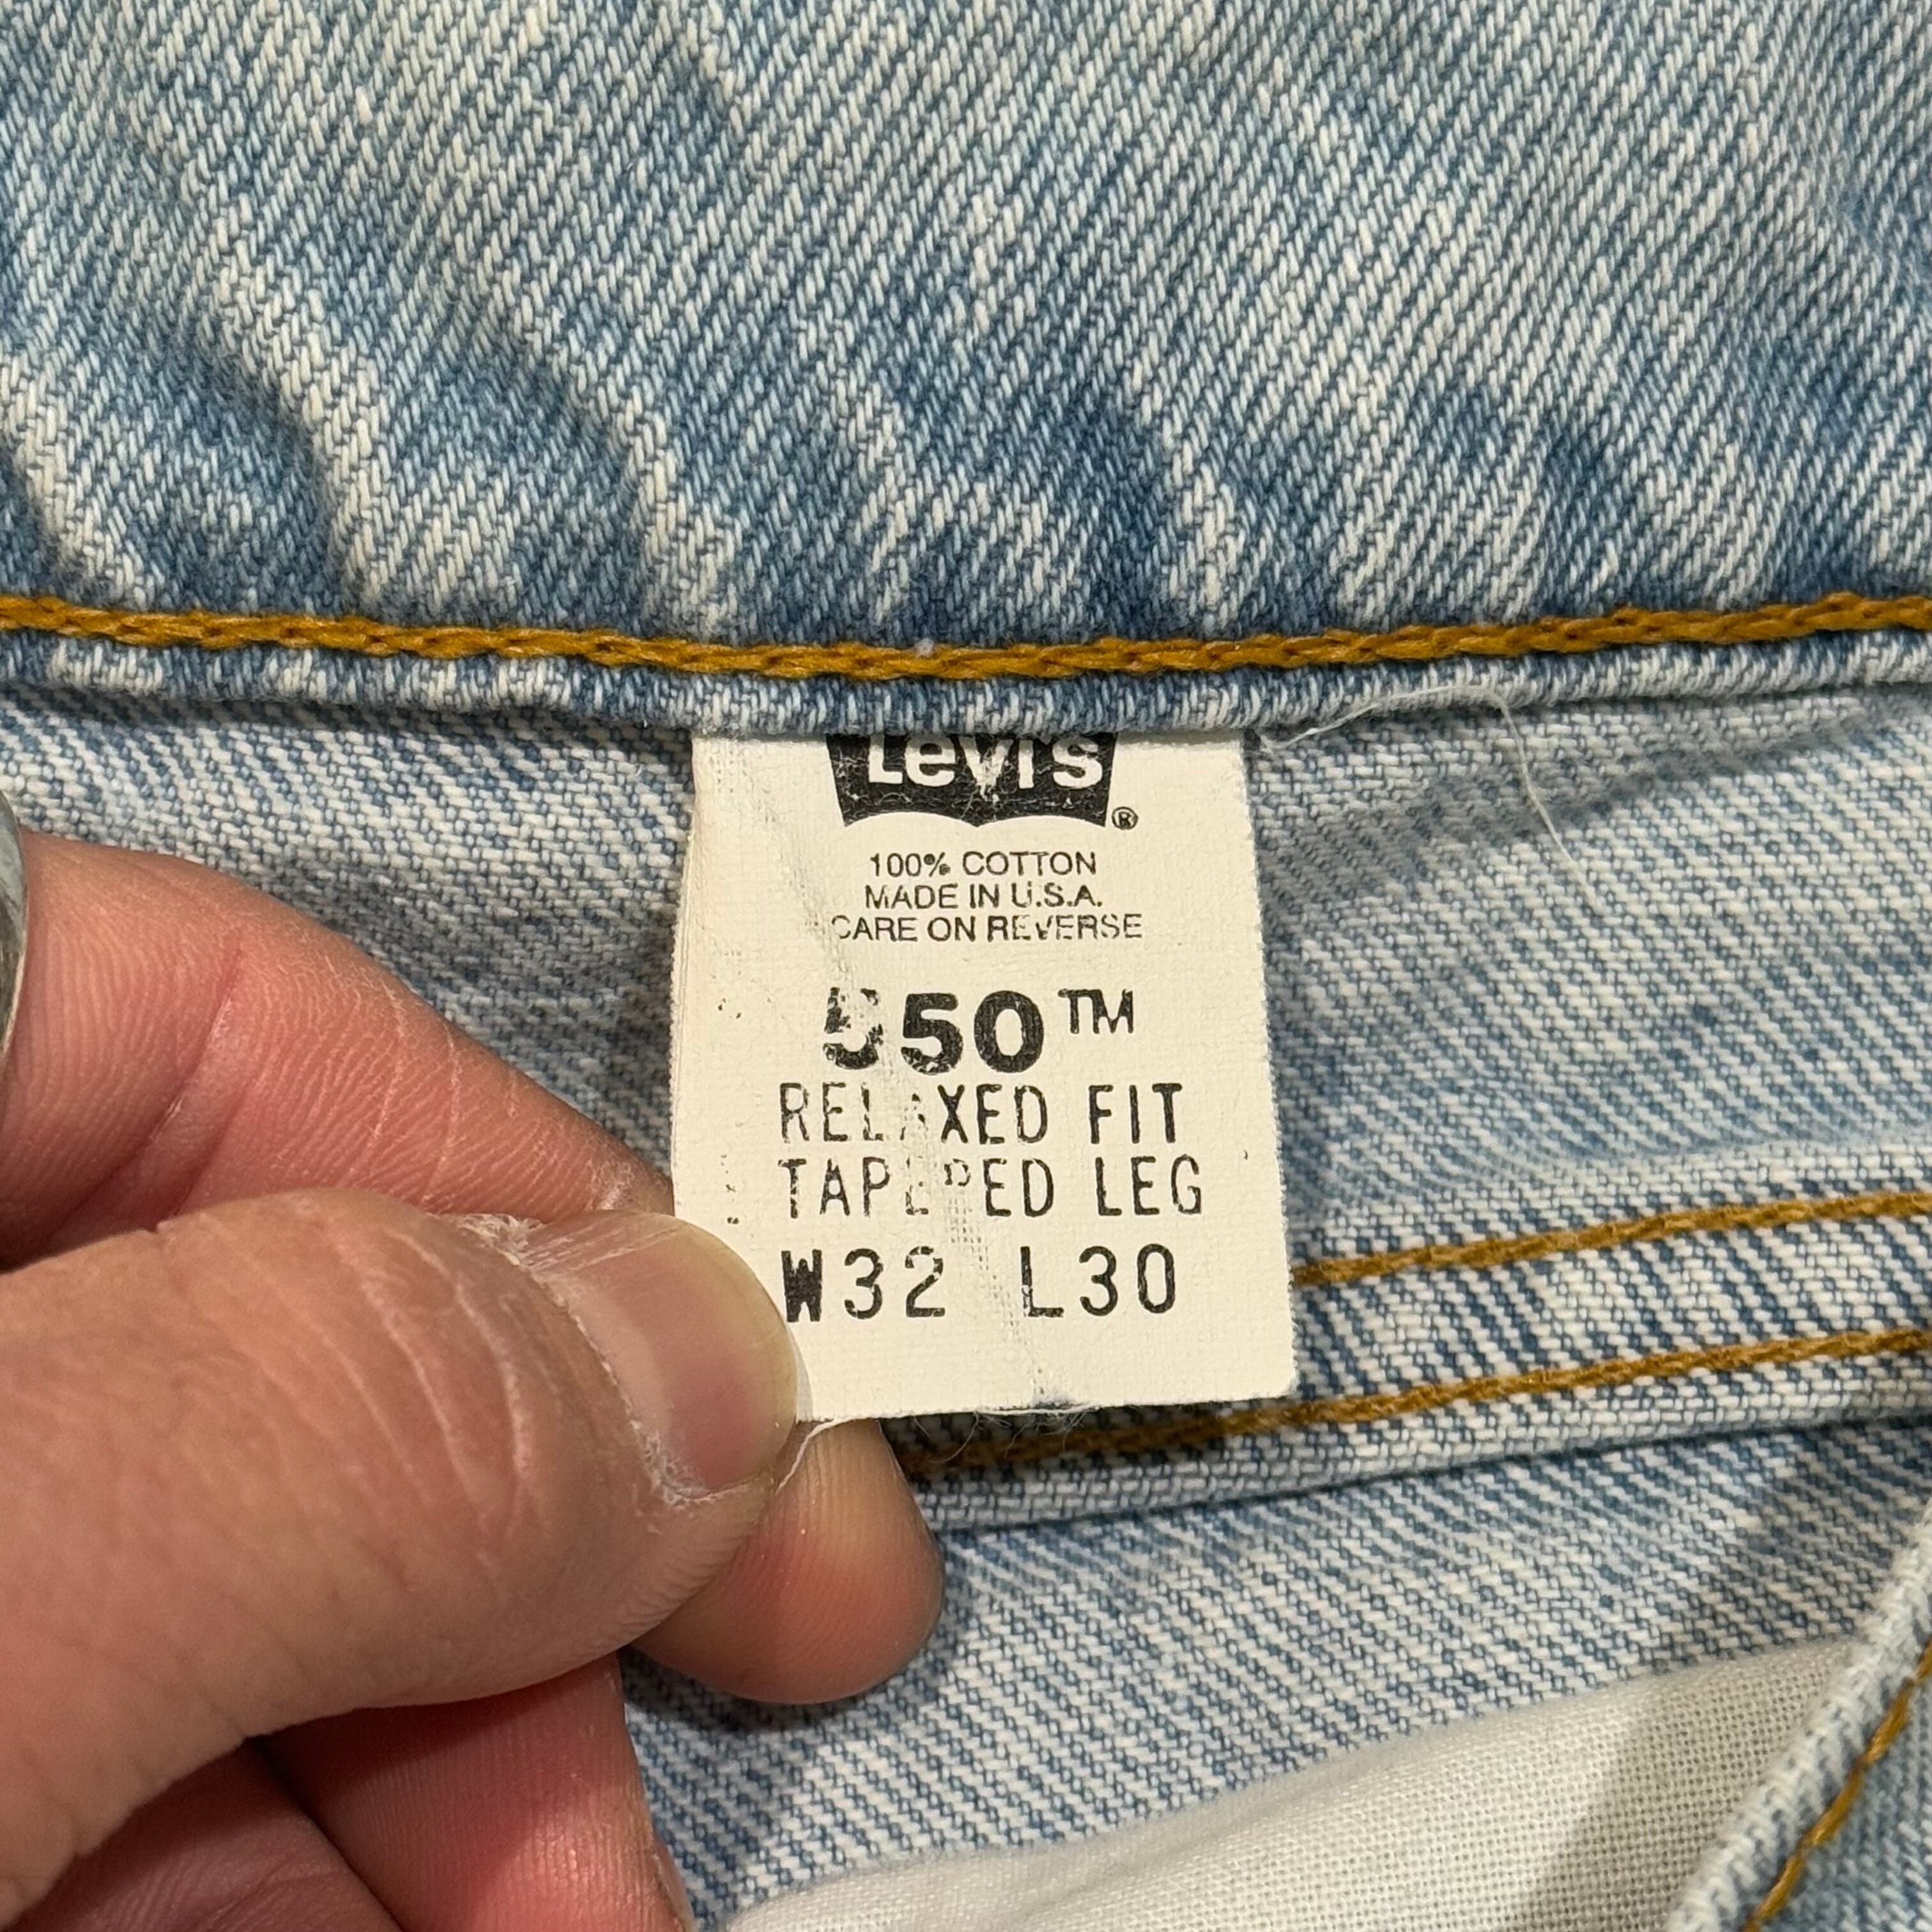 Levi's ®
100% COTTON
MADE IN U.S.A.
CARE ON REVERSE
550™
RELAXED FIT
TAPERED LEG
W32 L30